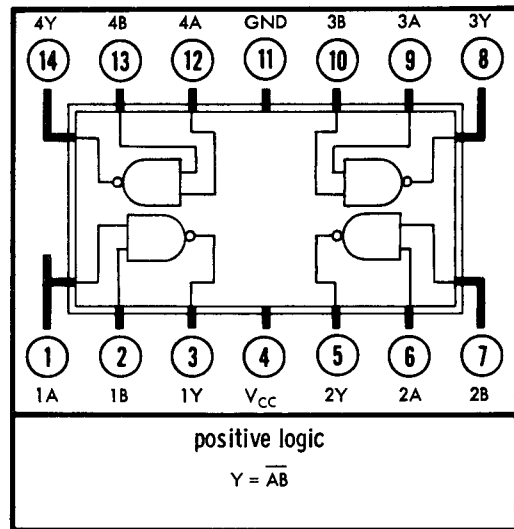 4Y 4B 4A GND 3B 3A 3Y
14 13 12 11 10 9 8
1 2 3 4 5 6 7
1A 1B 1Y VCC 2Y 2A 2B
positive logic
Y = A̅B̅